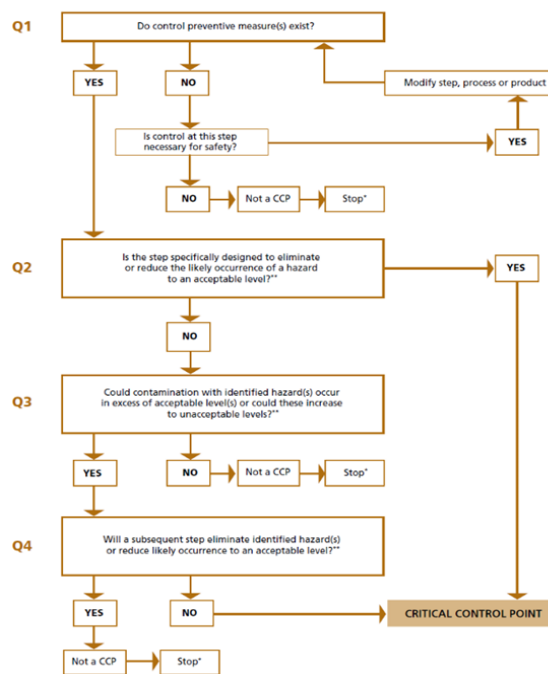 Q1
Do control preventive measure(s) exist?
YES
NO
Modify step, process or product
Is control at this step
necessary for safety?
YES
NO
Not a CCP
Stop*
Q2
Is the step specifically designed to eliminate
or reduce the likely occurrence of a hazard
to an acceptable level?**
YES
NO
Q3
Could contamination with identified hazard(s) occur
in excess of acceptable level(s) or could these increase
to unacceptable levels?**
YES
NO
Not a CCP
Stop*
Q4
Will a subsequent step eliminate identified hazard(s)
or reduce likely occurrence to an acceptable level?**
YES
NO
CRITICAL CONTROL POINT
Not a CCP
Stop*